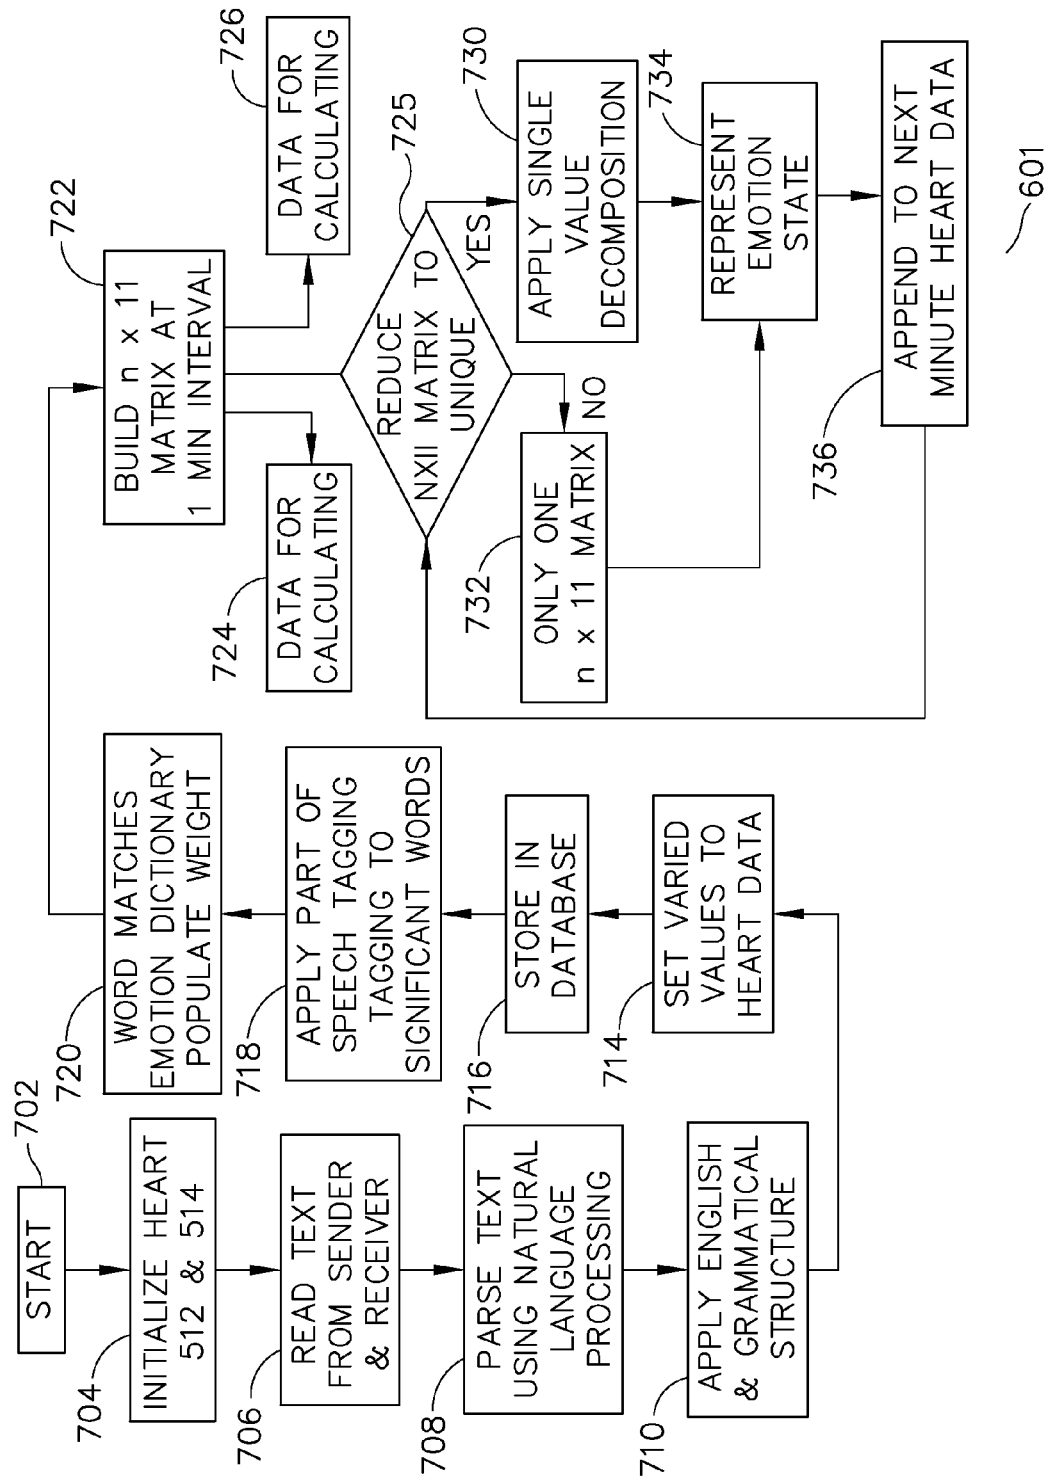 START
702
INITIALIZE HEART
512 & 514
704
READ TEXT
FROM SENDER
& RECEIVER
706
PARSE TEXT
USING NATURAL
LANGUAGE
PROCESSING
708
APPLY ENGLISH
& GRAMMATICAL
STRUCTURE
710
SET VARIED
VALUES TO
HEART DATA
714
STORE IN
DATABASE
716
APPLY PART OF
SPEECH TAGGING
TAGGING TO
SIGNIFICANT WORDS
718
WORD MATCHES
EMOTION DICTIONARY
POPULATE WEIGHT
720
BUILD n x 11
MATRIX AT
1 MIN INTERVAL
722
DATA FOR
CALCULATING
724
DATA FOR
CALCULATING
726
REDUCE
NXII MATRIX TO
UNIQUE
725
YES
NO
APPLY SINGLE
VALUE
DECOMPOSITION
730
ONLY ONE
n x 11 MATRIX
732
REPRESENT
EMOTION
STATE
734
APPEND TO NEXT
MINUTE HEART DATA
736
601